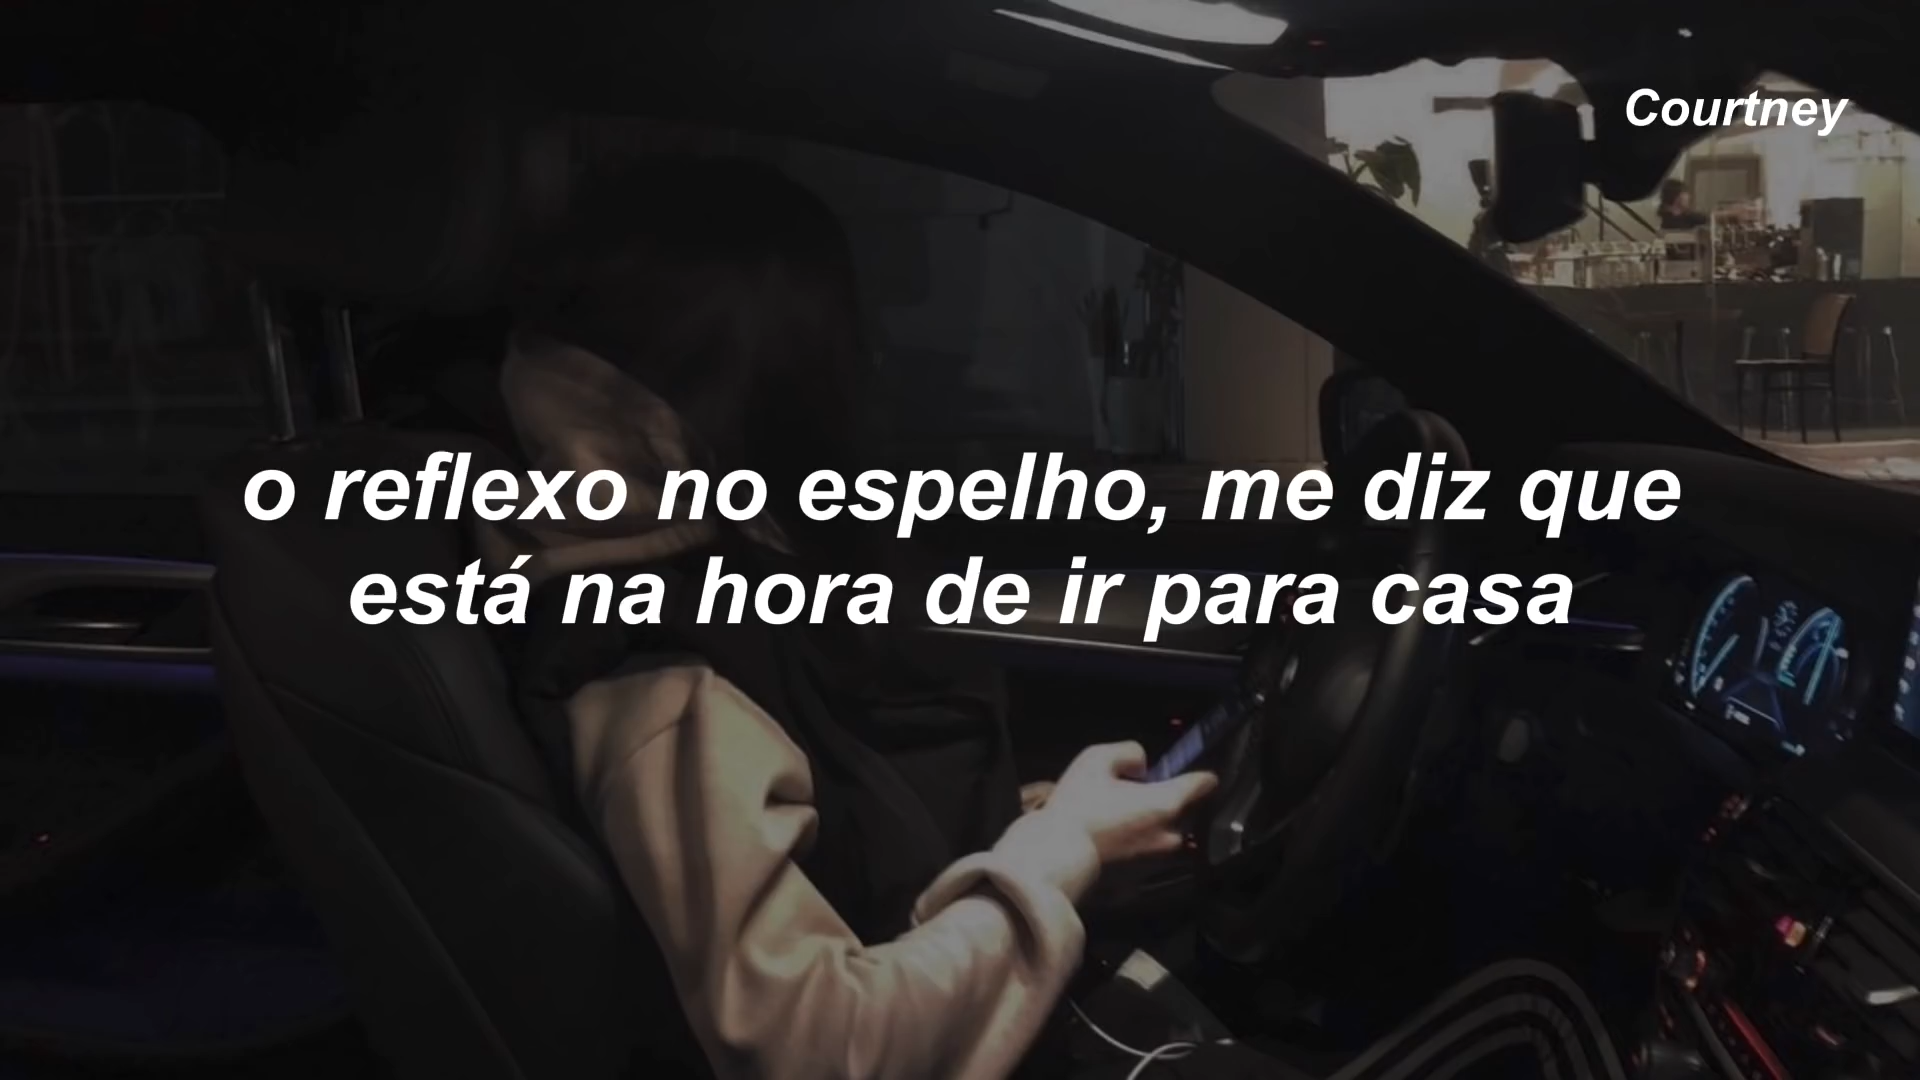 Courtney
o reflexo no espelho, me diz que
está na hora de ir para casa